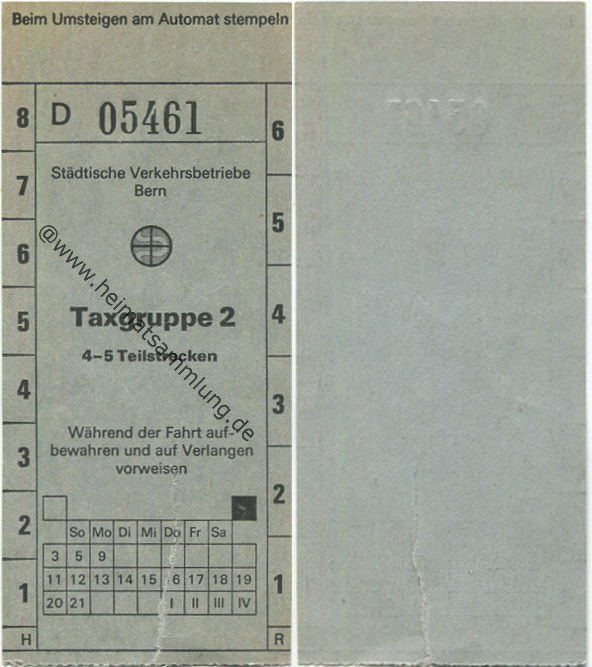 Beim Umsteigen am Automat stempeln
8
7
6
5
4
3
2
1
H
D 05461
Städtische Verkehrsbetriebe
Bern
Taxgruppe 2
4–5 Teilstrecken
Während der Fahrt auf-
bewahren und auf Verlangen
vorweisen
So Mo Di Mi Do Fr Sa
3 5 9
11 12 13 14 15 6 17 18 19
20 21 I II III IV
6
5
4
3
2
1
R
@www.heimatsammlung.de